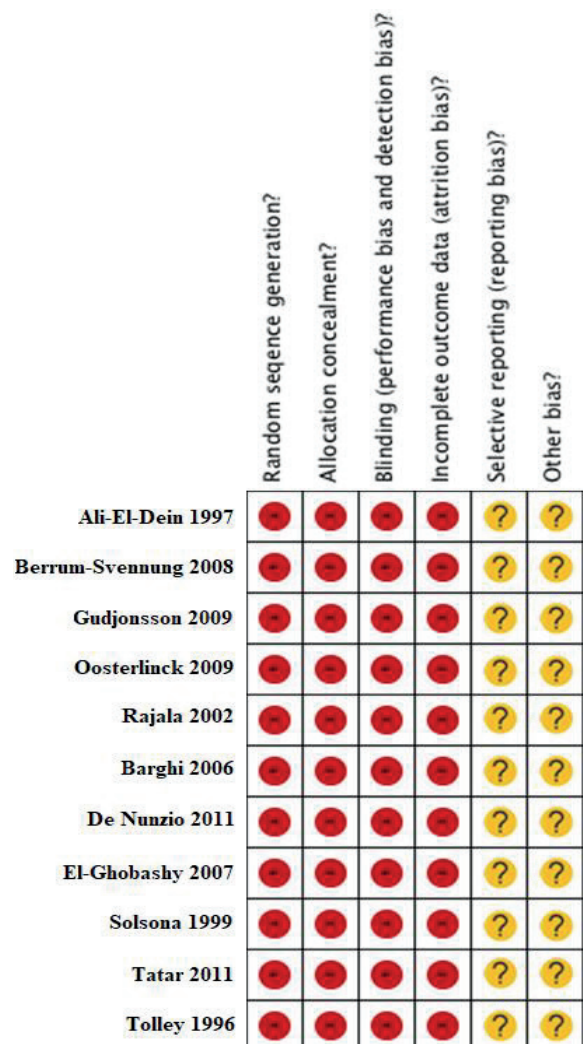 Random seqence generation?
Allocation concealment?
Blinding (performance bias and detection bias)?
Incomplete outcome data (attrition bias)?
Selective reporting (reporting bias)?
Other bias?
Ali-El-Dein 1997 - - - - ? ?
Berrum-Svennung 2008 - - - - ? ?
Gudjonsson 2009 - - - - ? ?
Oosterlinck 2009 - - - - ? ?
Rajala 2002 - - - - ? ?
Barghi 2006 - - - - ? ?
De Nunzio 2011 - - - - ? ?
El-Ghobashy 2007 - - - - ? ?
Solsona 1999 - - - - ? ?
Tatar 2011 - - - - ? ?
Tolley 1996 - - - - ? ?